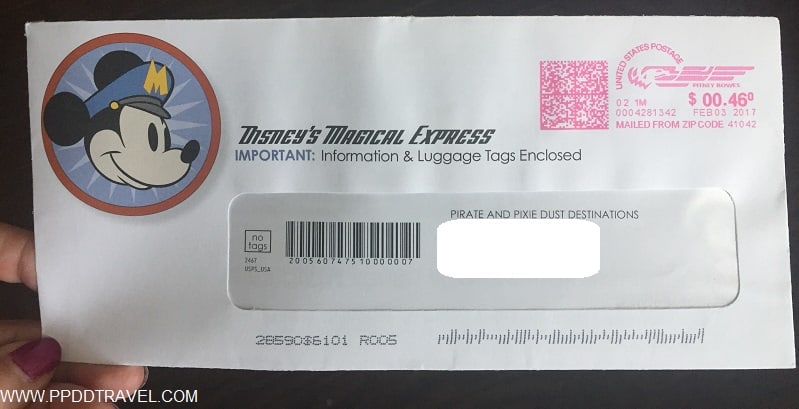 M
UNITED STATES POSTAGE
PITNEY BOWES
02 1M
$ 00.46⁰
0004281342
FEB 03 2017
MAILED FROM ZIP CODE 41042
DISNEY'S MAGICAL EXPRESS
IMPORTANT: Information & Luggage Tags Enclosed
PIRATE AND PIXIE DUST DESTINATIONS
no
tags
2467
USPS_USA
20056074751000007
28590$6101 R005
WWW.PPDDTRAVEL.COM